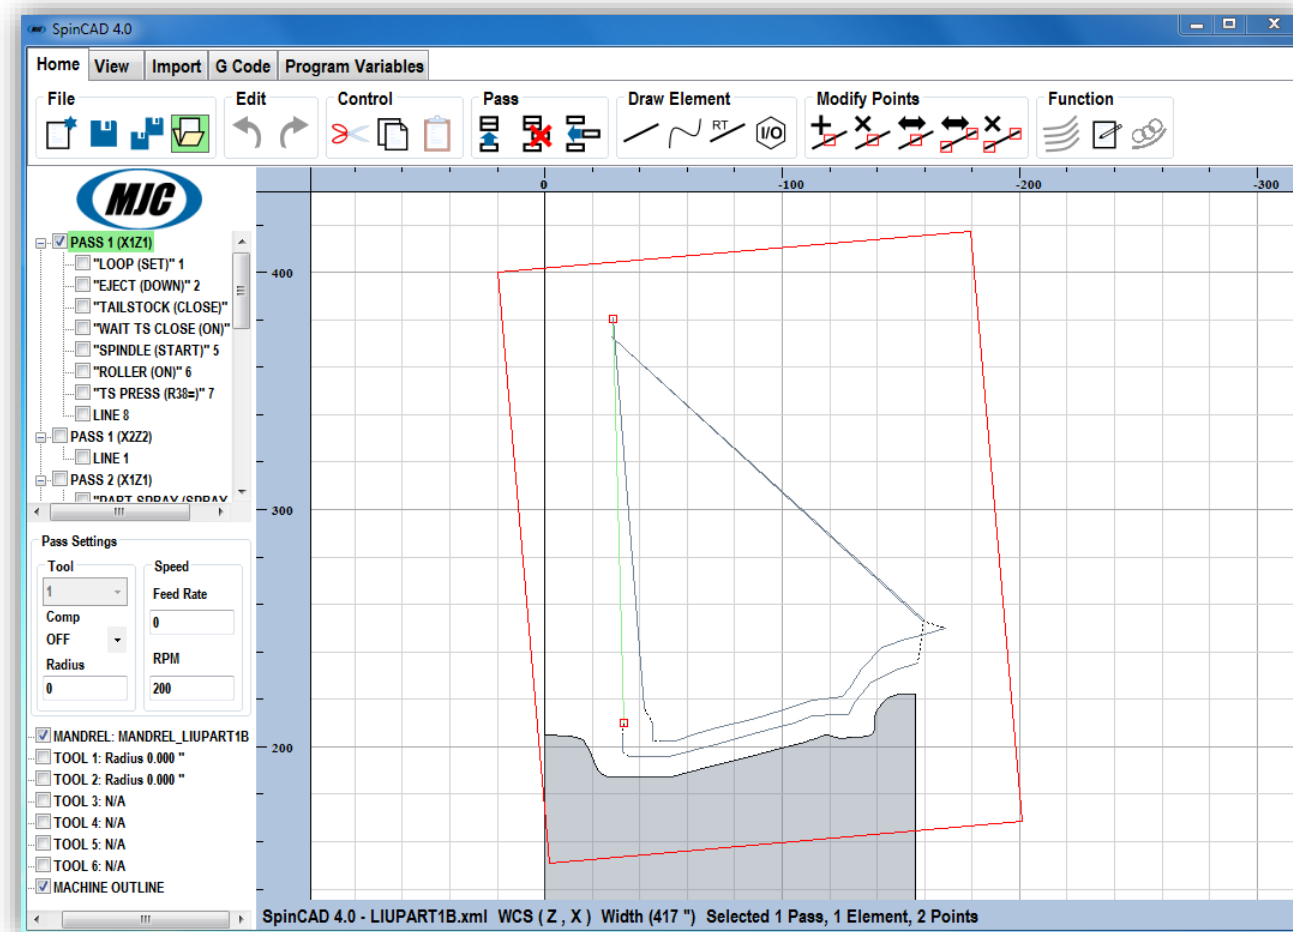 SpinCAD 4.0
Home View Import G Code Program Variables
File Edit Control Pass Draw Element Modify Points Function
RT I/O
MJC
0 -100 -200 -300
PASS 1 (X1Z1)
"LOOP (SET)" 1
"EJECT (DOWN)" 2
"TAILSTOCK (CLOSE)"
"WAIT TS CLOSE (ON)"
"SPINDLE (START)" 5
"ROLLER (ON)" 6
"TS PRESS (R38=)" 7
LINE 8
PASS 1 (X2Z2)
LINE 1
PASS 2 (X1Z1)
"PART SPRAY (SPRAY
400
300
200
Pass Settings
Tool Speed
1 Feed Rate
Comp 0
OFF
Radius RPM
0 200
MANDREL: MANDREL_LIUPART1B
TOOL 1: Radius 0.000 "
TOOL 2: Radius 0.000 "
TOOL 3: N/A
TOOL 4: N/A
TOOL 5: N/A
TOOL 6: N/A
MACHINE OUTLINE
SpinCAD 4.0 - LIUPART1B.xml WCS ( Z , X ) Width (417 ") Selected 1 Pass, 1 Element, 2 Points